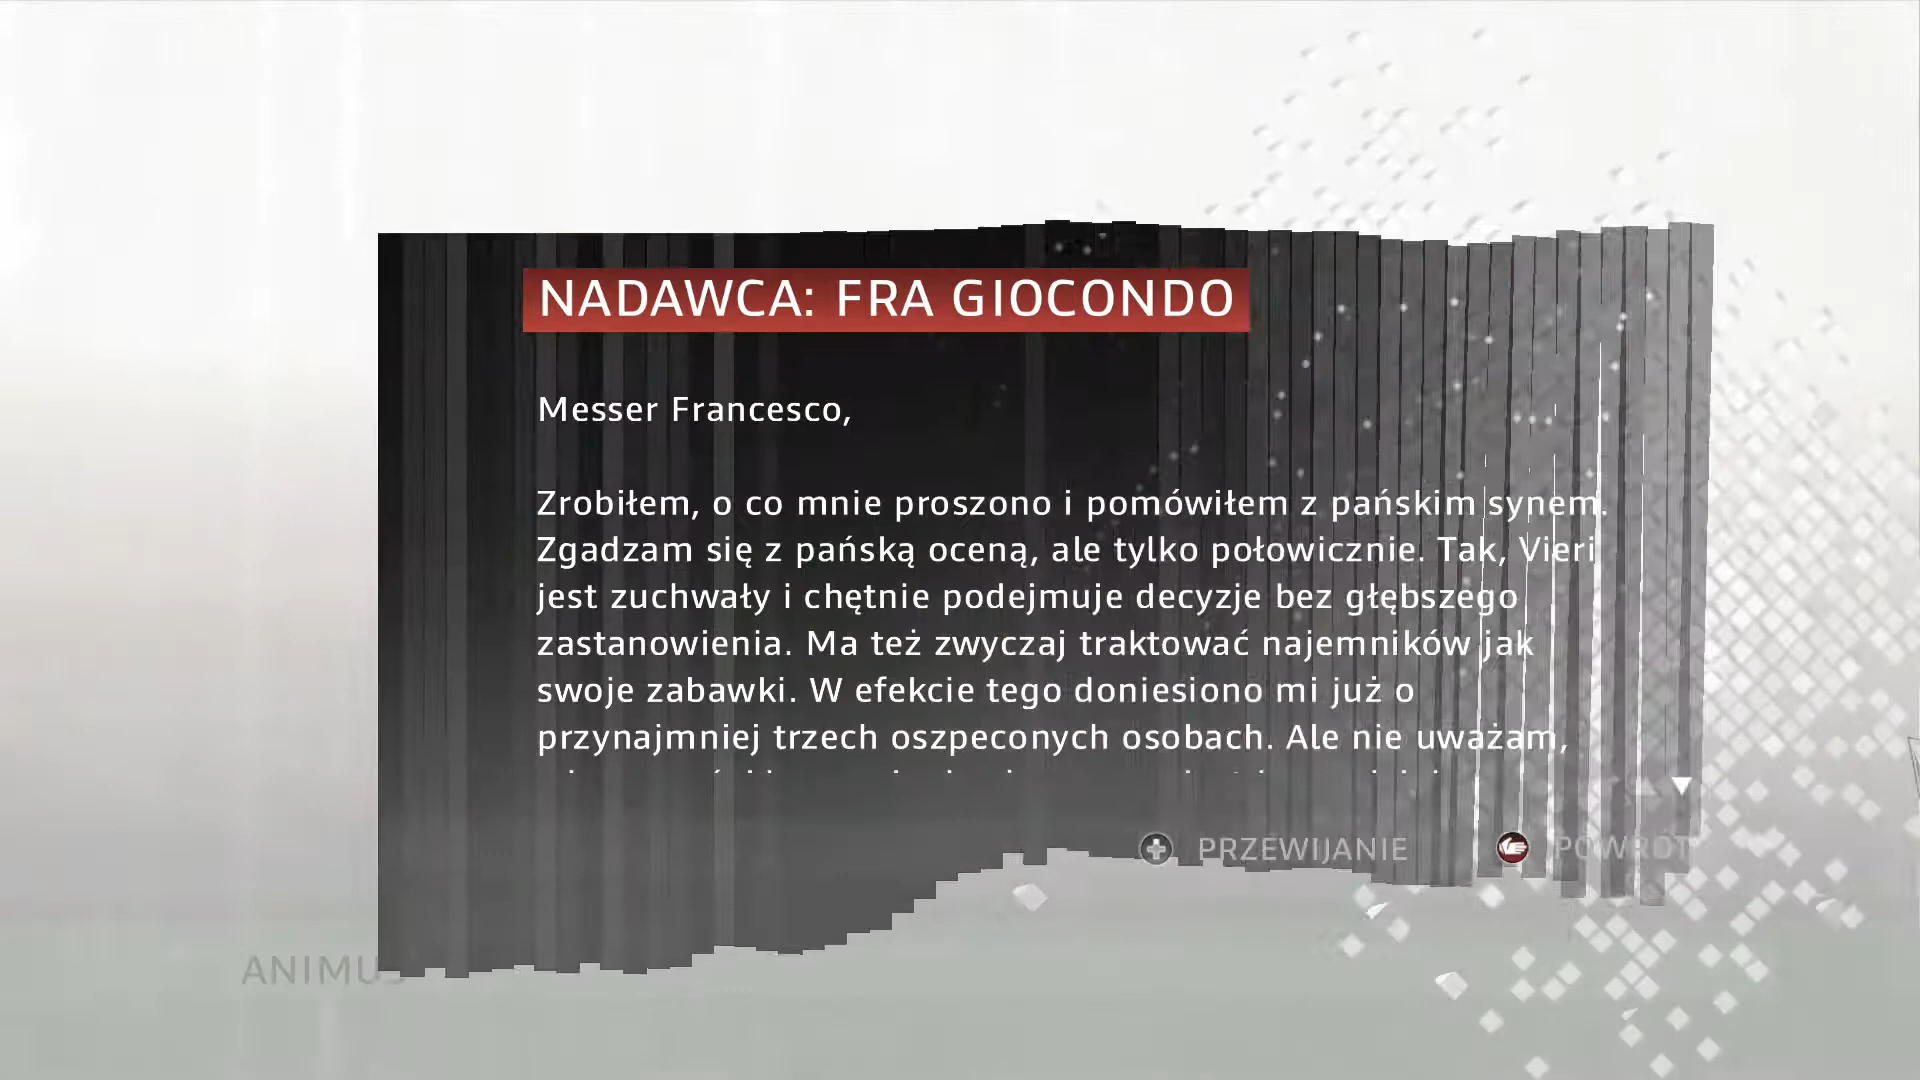 NADAWCA: FRA GIOCONDO
Messer Francesco,
Zrobiłem, o co mnie proszono i pomówiłem z pańskim synem.
Zgadzam się z pańską oceną, ale tylko połowicznie. Tak, Vieri
jest zuchwały i chętnie podejmuje decyzje bez głębszego
zastanowienia. Ma też zwyczaj traktować najemników jak
swoje zabawki. W efekcie tego doniesiono mi już o
przynajmniej trzech oszpeconych osobach. Ale nie uważam,
PRZEWIJANIE
POWRÓT
ANIMUS